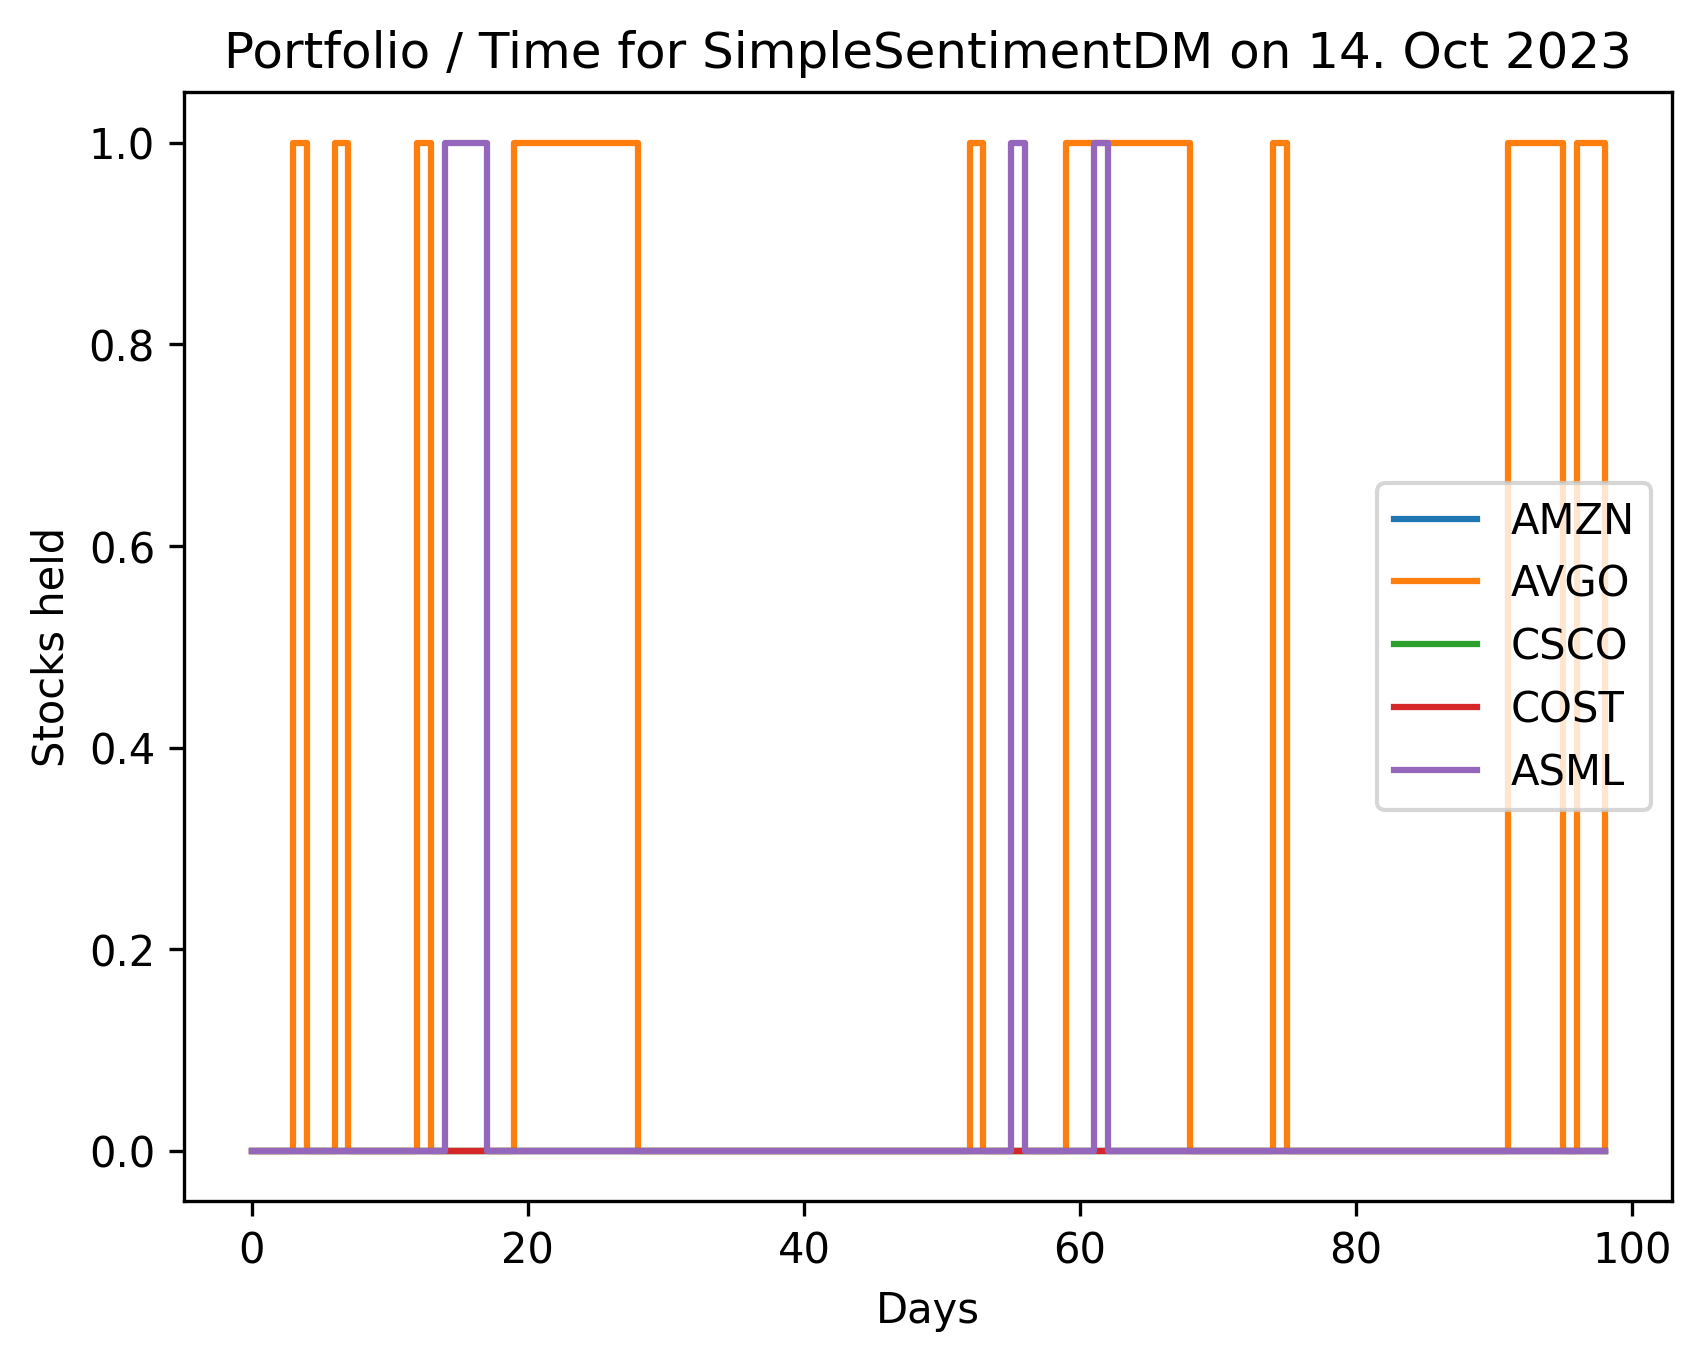 Portfolio / Time for SimpleSentimentDM on 14. Oct 2023
1.0
0.8
0.6
0.4
0.2
0.0
Stocks held
AMZN
AVGO
CSCO
COST
ASML
0 20 40 60 80 100
Days